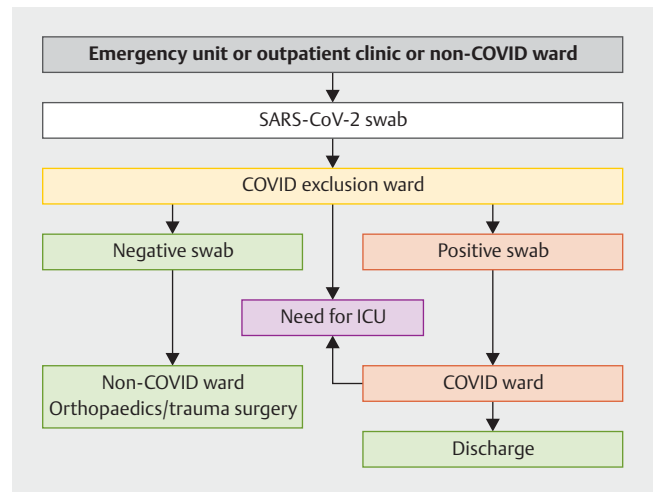 Emergency unit or outpatient clinic or non-COVID ward
SARS-CoV-2 swab
COVID exclusion ward
Negative swab
Positive swab
Need for ICU
Non-COVID ward
Orthopaedics/trauma surgery
COVID ward
Discharge